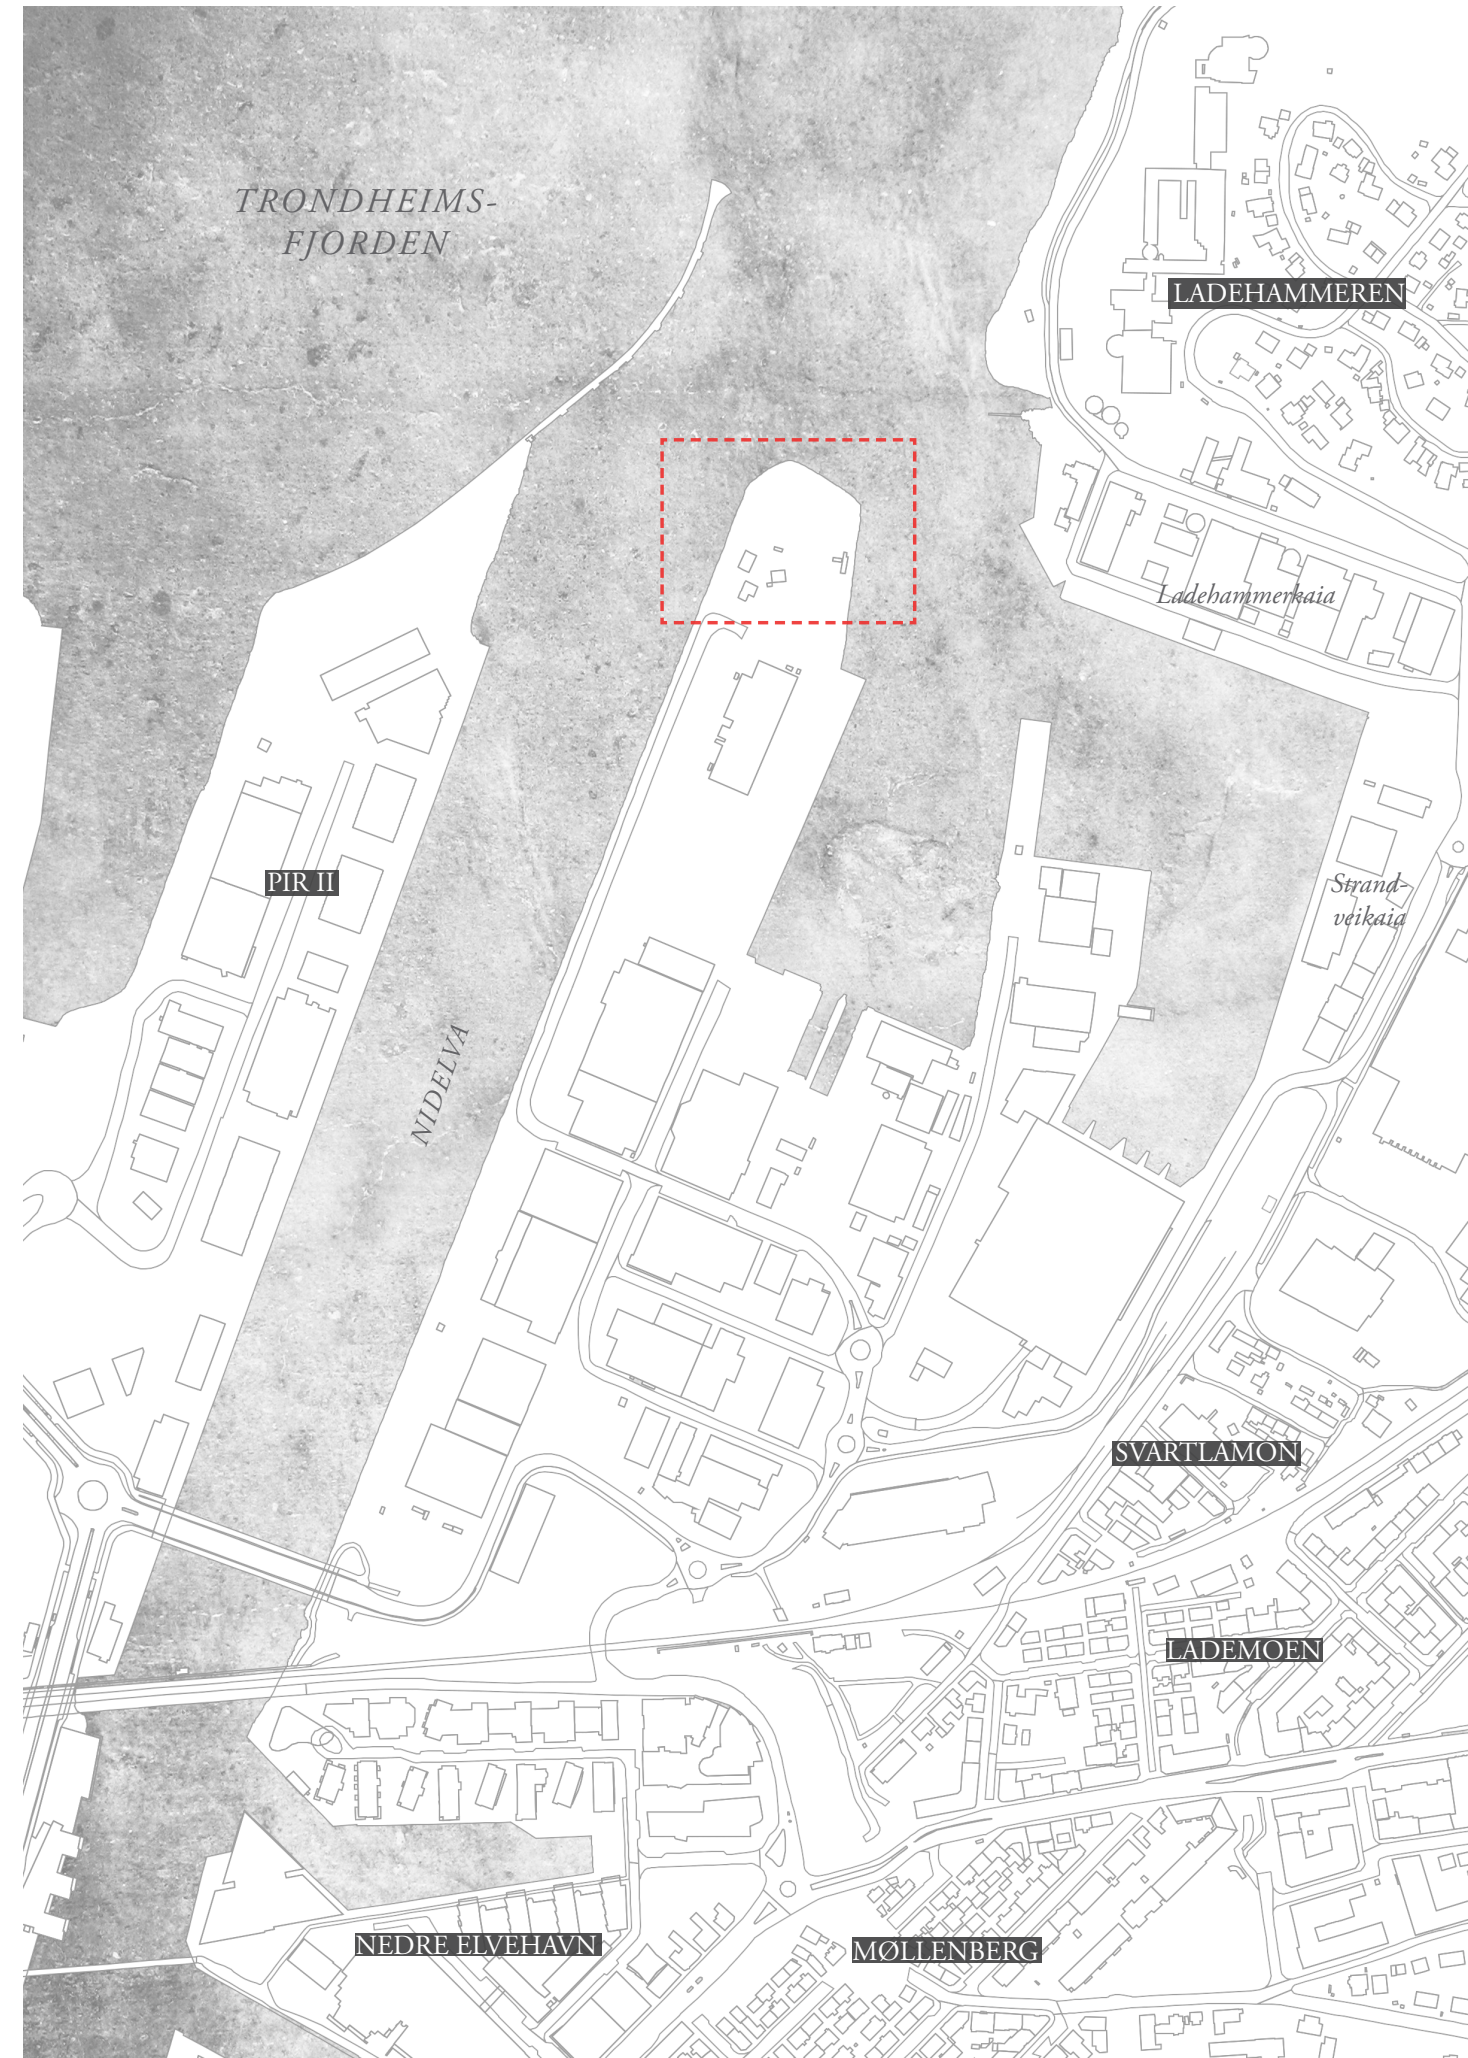 TRONDHEIMS-
FJORDEN
LADEHAMMEREN
Ladehammerkaia
PIR II
Strand-
veikaia
NIDELVA
SVARTLAMON
LADEMOEN
NEDRE ELVEHAVN
MØLLENBERG